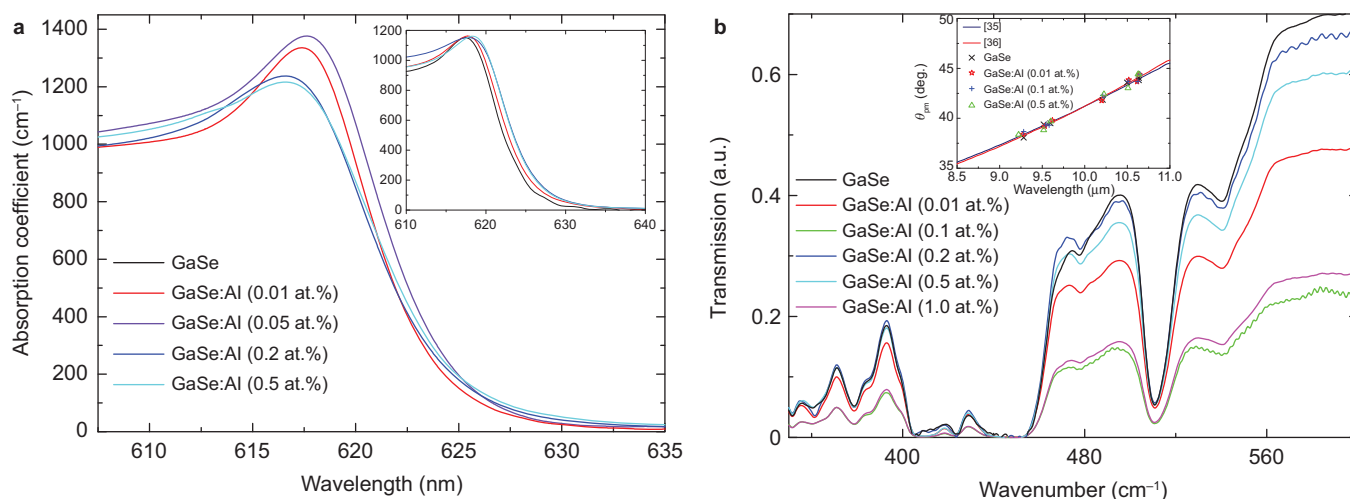 a
Absorption coefficient (cm⁻¹)
1400
1200
1000
800
600
400
200
0
610
615
620
625
630
635
Wavelength (nm)
GaSe
GaSe:Al (0.01 at.%)
GaSe:Al (0.05 at.%)
GaSe:Al (0.2 at.%)
GaSe:Al (0.5 at.%)
1200
1000
800
600
400
200
0
610
620
630
640
b
Transmission (a.u.)
0.6
0.4
0.2
0
400
480
560
Wavenumber (cm⁻¹)
GaSe
GaSe:Al (0.01 at.%)
GaSe:Al (0.1 at.%)
GaSe:Al (0.2 at.%)
GaSe:Al (0.5 at.%)
GaSe:Al (1.0 at.%)
θpm (deg.)
50
45
40
35
8.5
9.0
9.5
10.0
10.5
11.0
Wavelength (µm)
[35]
[36]
GaSe
GaSe:Al (0.01 at.%)
GaSe:Al (0.1 at.%)
GaSe:Al (0.5 at.%)